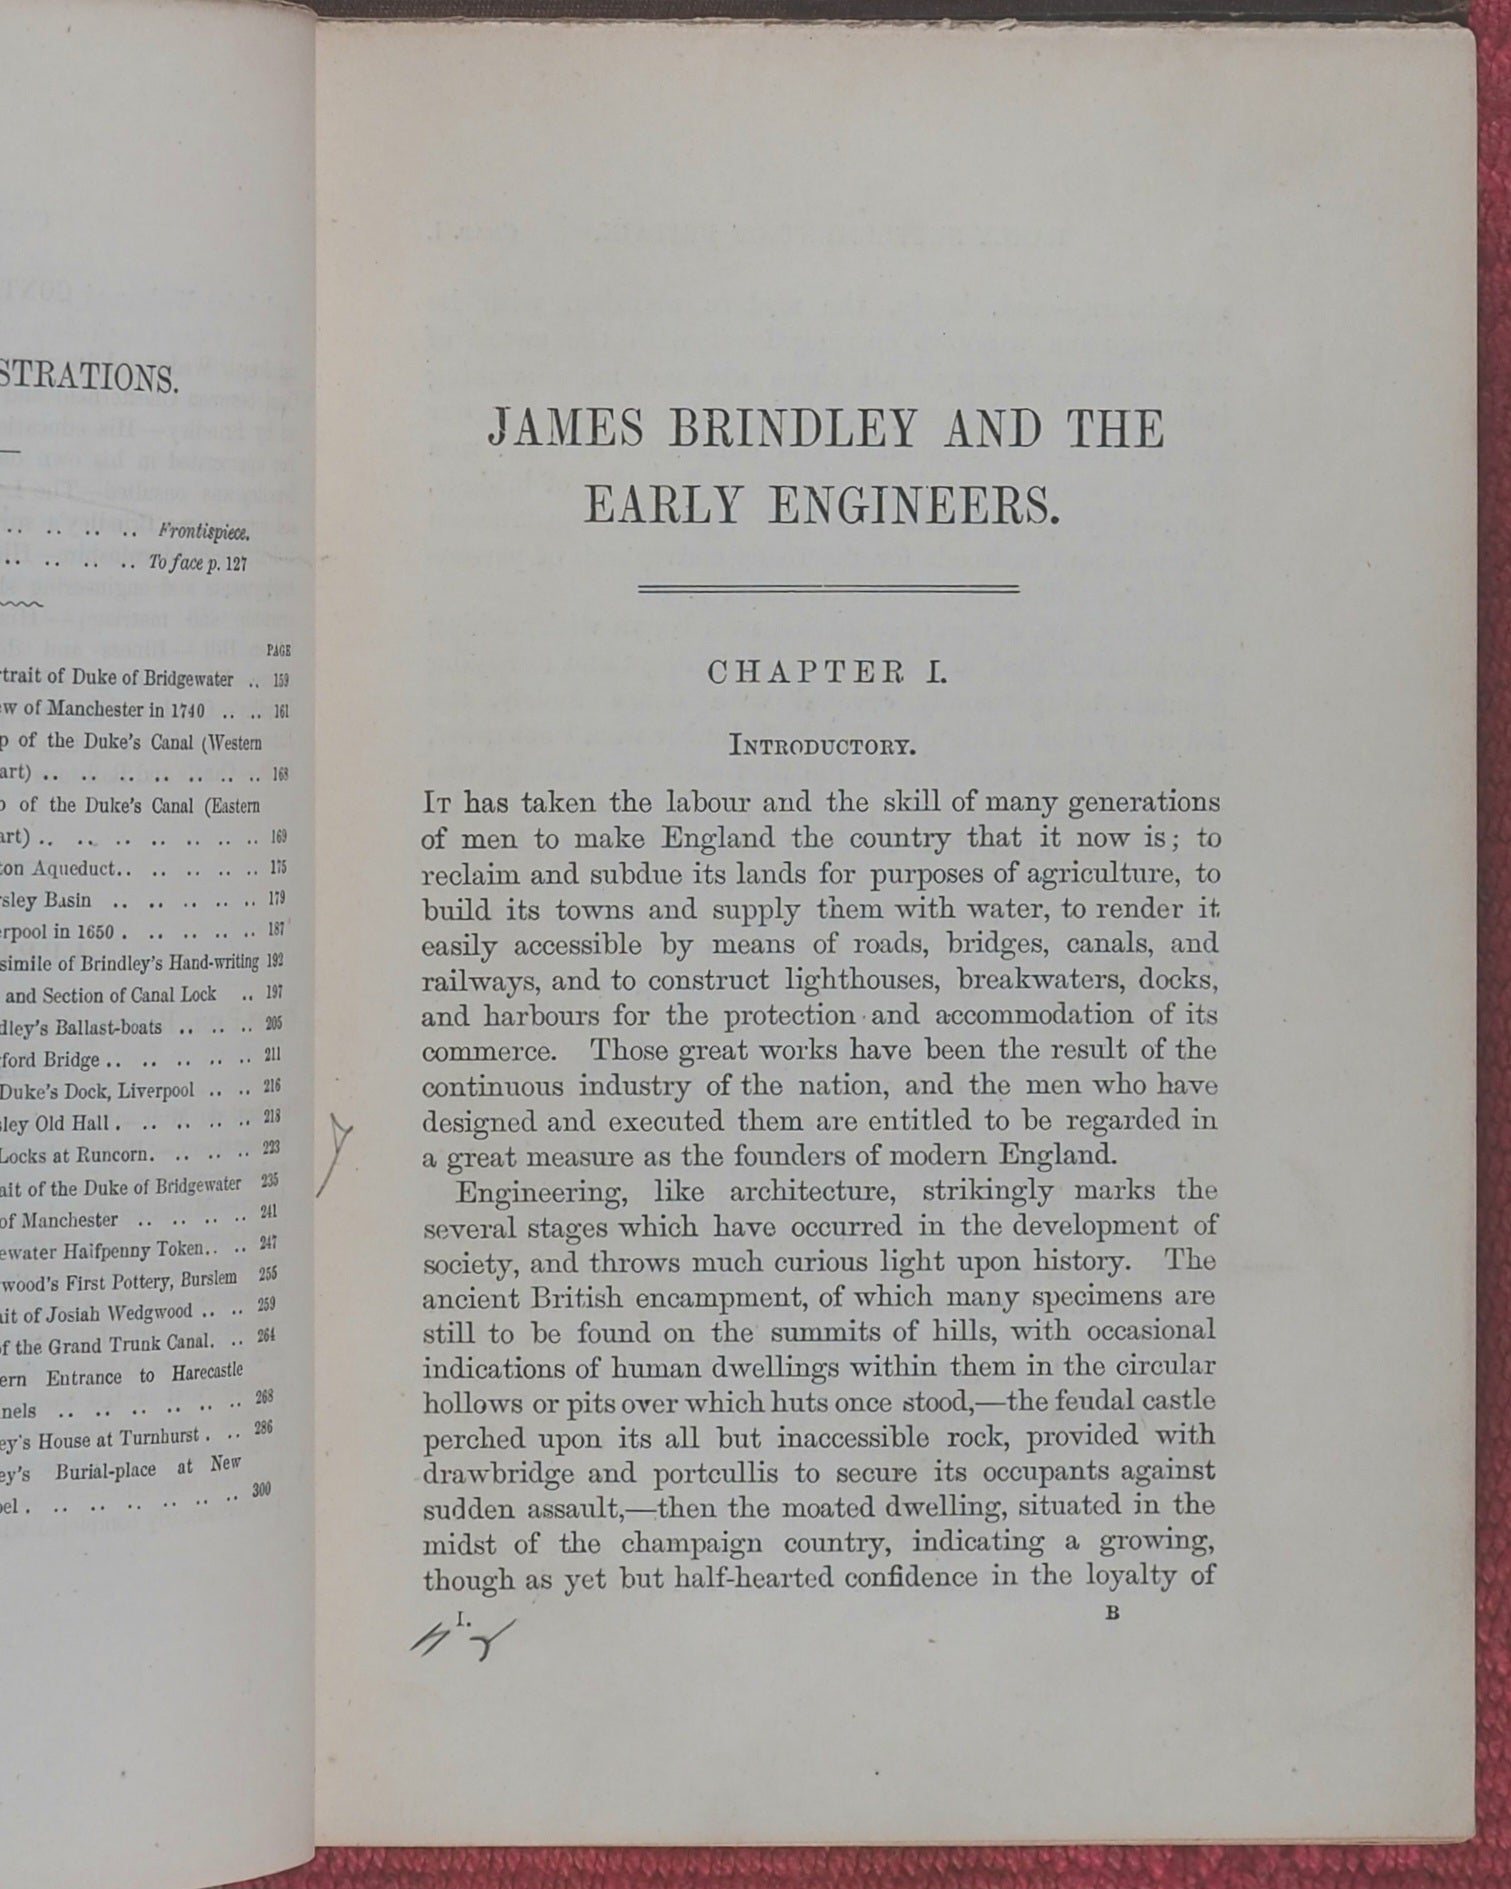 STRATIONS.
Frontispiece.
To face p. 127
PAGE
trait of Duke of Bridgewater .. 159
ew of Manchester in 1740 .. .. 161
p of the Duke's Canal (Western
art) .. .. .. .. .. .. .. 168
p of the Duke's Canal (Eastern
art) .. .. .. .. .. .. .. 169
ton Aqueduct.. .. .. .. .. 175
sley Basin .. .. .. .. .. 179
erpool in 1650 . .. .. .. .. 187
simile of Brindley's Hand-writing 192
and Section of Canal Lock .. 197
dley's Ballast-boats .. .. .. 205
ford Bridge .. .. .. .. .. 211
Duke's Dock, Liverpool .. .. 216
sley Old Hall . .. .. .. .. 218
Locks at Runcorn. .. .. .. 223
ait of the Duke of Bridgewater 235
of Manchester .. .. .. .. 241
ewater Halfpenny Token.. .. 247
wood's First Pottery, Burslem 255
ait of Josiah Wedgwood .. .. 259
of the Grand Trunk Canal. .. 264
ern Entrance to Harecastle
nels .. .. .. .. .. .. 268
ey's House at Turnhurst . .. 286
ey's Burial-place at New
pel . .. .. .. .. .. .. 300
JAMES BRINDLEY AND THE
EARLY ENGINEERS.
CHAPTER I.
INTRODUCTORY.
IT has taken the labour and the skill of many generations
of men to make England the country that it now is; to
reclaim and subdue its lands for purposes of agriculture, to
build its towns and supply them with water, to render it
easily accessible by means of roads, bridges, canals, and
railways, and to construct lighthouses, breakwaters, docks,
and harbours for the protection and accommodation of its
commerce. Those great works have been the result of the
continuous industry of the nation, and the men who have
designed and executed them are entitled to be regarded in
a great measure as the founders of modern England.
Engineering, like architecture, strikingly marks the
several stages which have occurred in the development of
society, and throws much curious light upon history. The
ancient British encampment, of which many specimens are
still to be found on the summits of hills, with occasional
indications of human dwellings within them in the circular
hollows or pits over which huts once stood,—the feudal castle
perched upon its all but inaccessible rock, provided with
drawbridge and portcullis to secure its occupants against
sudden assault,—then the moated dwelling, situated in the
midst of the champaign country, indicating a growing,
though as yet but half-hearted confidence in the loyalty of
I. B